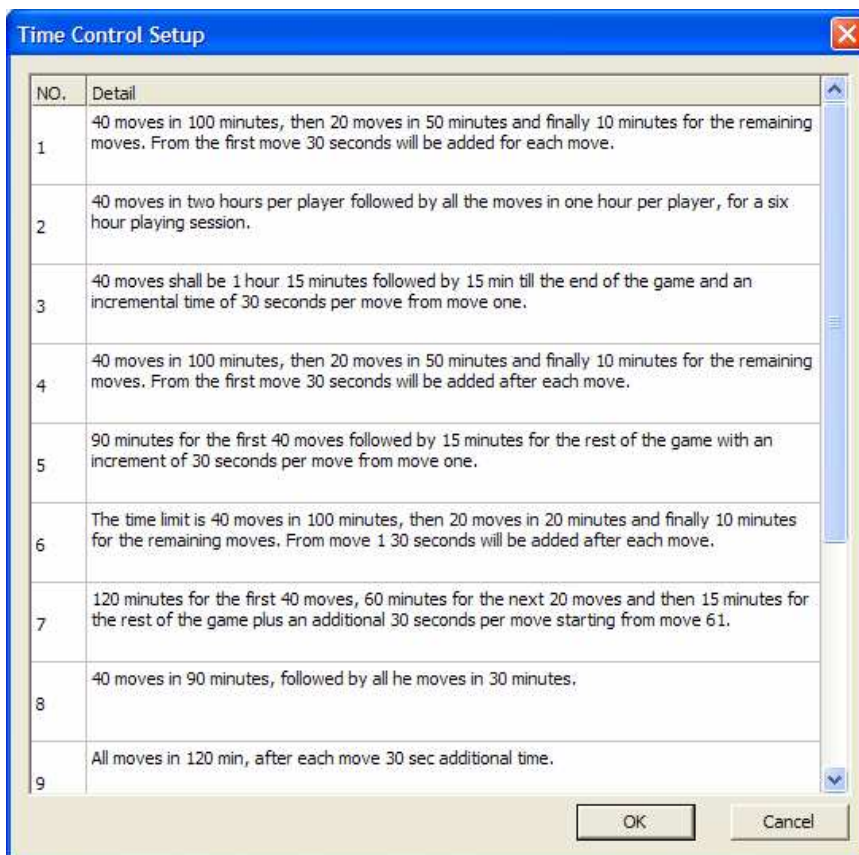 Time Control Setup
NO. Detail
1 40 moves in 100 minutes, then 20 moves in 50 minutes and finally 10 minutes for the remaining
moves. From the first move 30 seconds will be added for each move.
2 40 moves in two hours per player followed by all the moves in one hour per player, for a six
hour playing session.
3 40 moves shall be 1 hour 15 minutes followed by 15 min till the end of the game and an
incremental time of 30 seconds per move from move one.
4 40 moves in 100 minutes, then 20 moves in 50 minutes and finally 10 minutes for the remaining
moves. From the first move 30 seconds will be added after each move.
5 90 minutes for the first 40 moves followed by 15 minutes for the rest of the game with an
increment of 30 seconds per move from move one.
6 The time limit is 40 moves in 100 minutes, then 20 moves in 20 minutes and finally 10 minutes
for the remaining moves. From move 1 30 seconds will be added after each move.
7 120 minutes for the first 40 moves, 60 minutes for the next 20 moves and then 15 minutes for
the rest of the game plus an additional 30 seconds per move starting from move 61.
8 40 moves in 90 minutes, followed by all he moves in 30 minutes.
9 All moves in 120 min, after each move 30 sec additional time.
OK Cancel